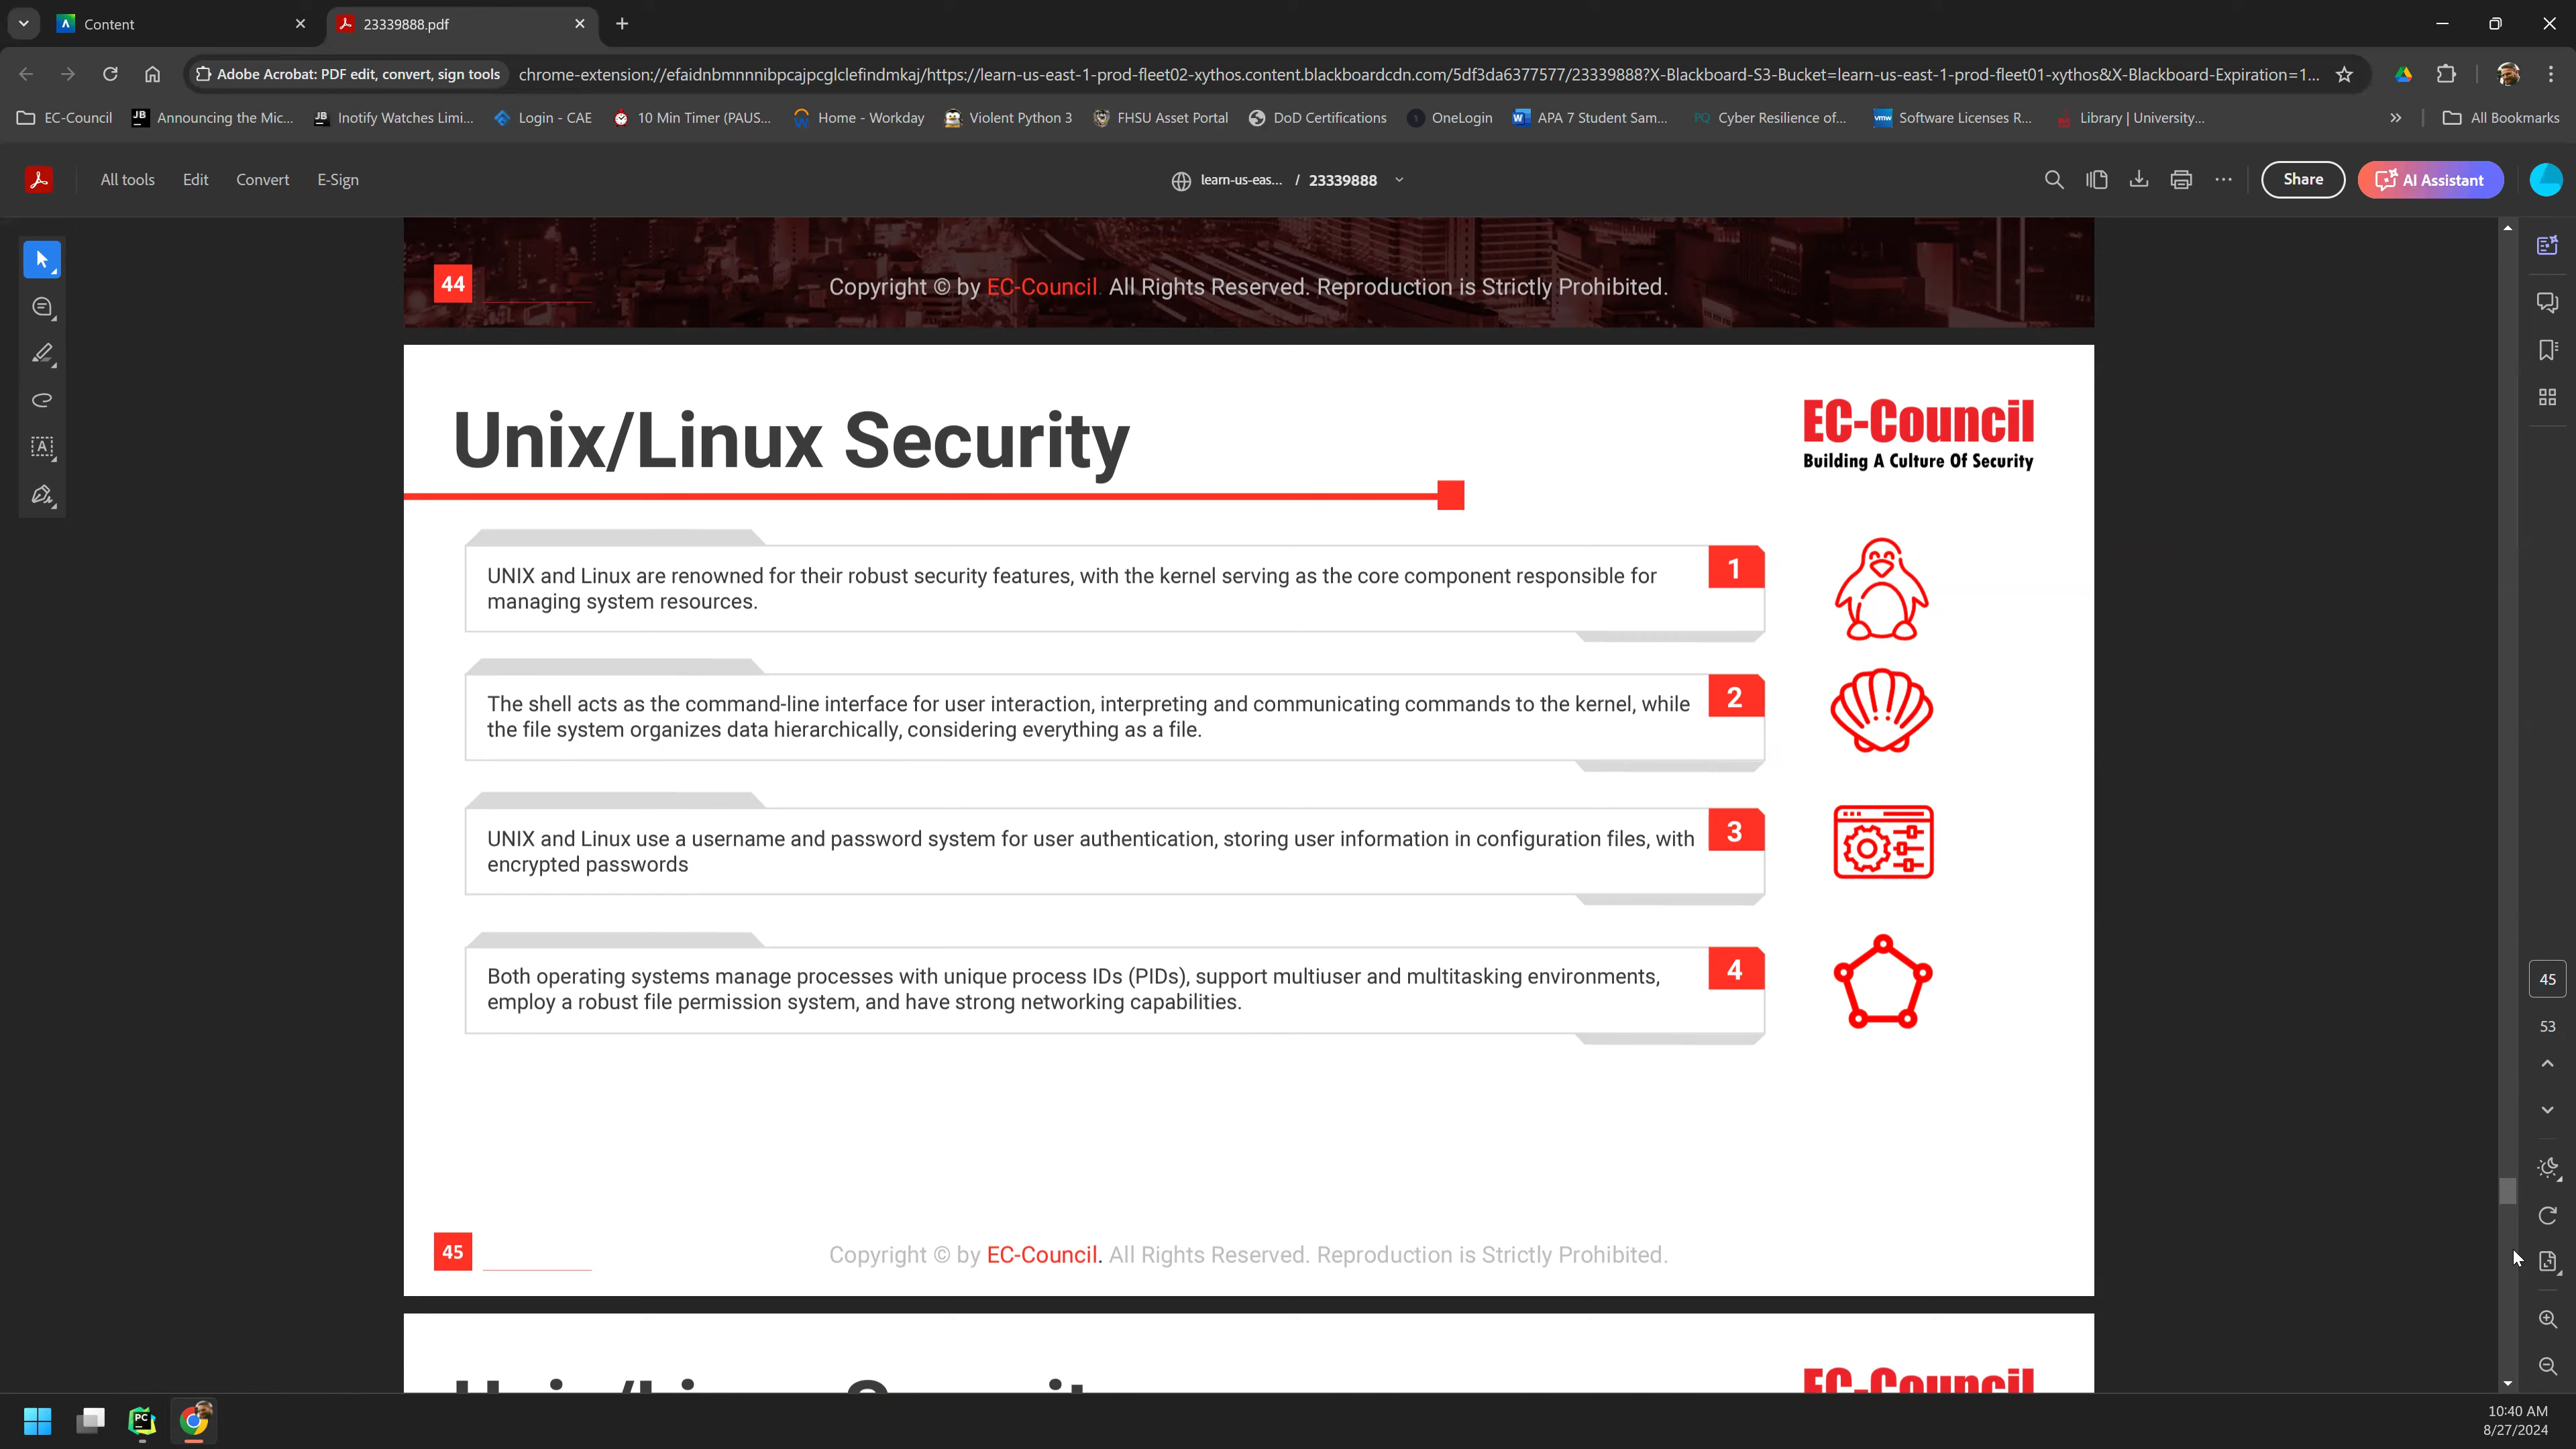 Content
23339888.pdf
Adobe Acrobat: PDF edit, convert, sign tools
chrome-extension://efaidnbmnnnibpcajpcglclefindmkaj/https://learn-us-east-1-prod-fleet02-xythos.content.blackboardcdn.com/5df3da6377577/23339888?X-Blackboard-S3-Bucket=learn-us-east-1-prod-fleet01-xythos&X-Blackboard-Expiration=1...
EC-Council
JB Announcing the Mic...
JB Inotify Watches Limi...
Login - CAE
10 Min Timer (PAUS...
Home - Workday
Violent Python 3
FHSU Asset Portal
DoD Certifications
OneLogin
APA 7 Student Sam...
PQ Cyber Resilience of...
vmw Software Licenses R...
Library | University...
All Bookmarks
All tools
Edit
Convert
E-Sign
learn-us-eas... / 23339888
Share
AI Assistant
44
Copyright © by EC-Council. All Rights Reserved. Reproduction is Strictly Prohibited.
Unix/Linux Security
EC-Council
Building A Culture Of Security
UNIX and Linux are renowned for their robust security features, with the kernel serving as the core component responsible for
managing system resources.
1
The shell acts as the command-line interface for user interaction, interpreting and communicating commands to the kernel, while
the file system organizes data hierarchically, considering everything as a file.
2
UNIX and Linux use a username and password system for user authentication, storing user information in configuration files, with
encrypted passwords
3
Both operating systems manage processes with unique process IDs (PIDs), support multiuser and multitasking environments,
employ a robust file permission system, and have strong networking capabilities.
4
45
53
45
Copyright © by EC-Council. All Rights Reserved. Reproduction is Strictly Prohibited.
Unix/Linux Security
EC-Council
PC
10:40 AM
8/27/2024